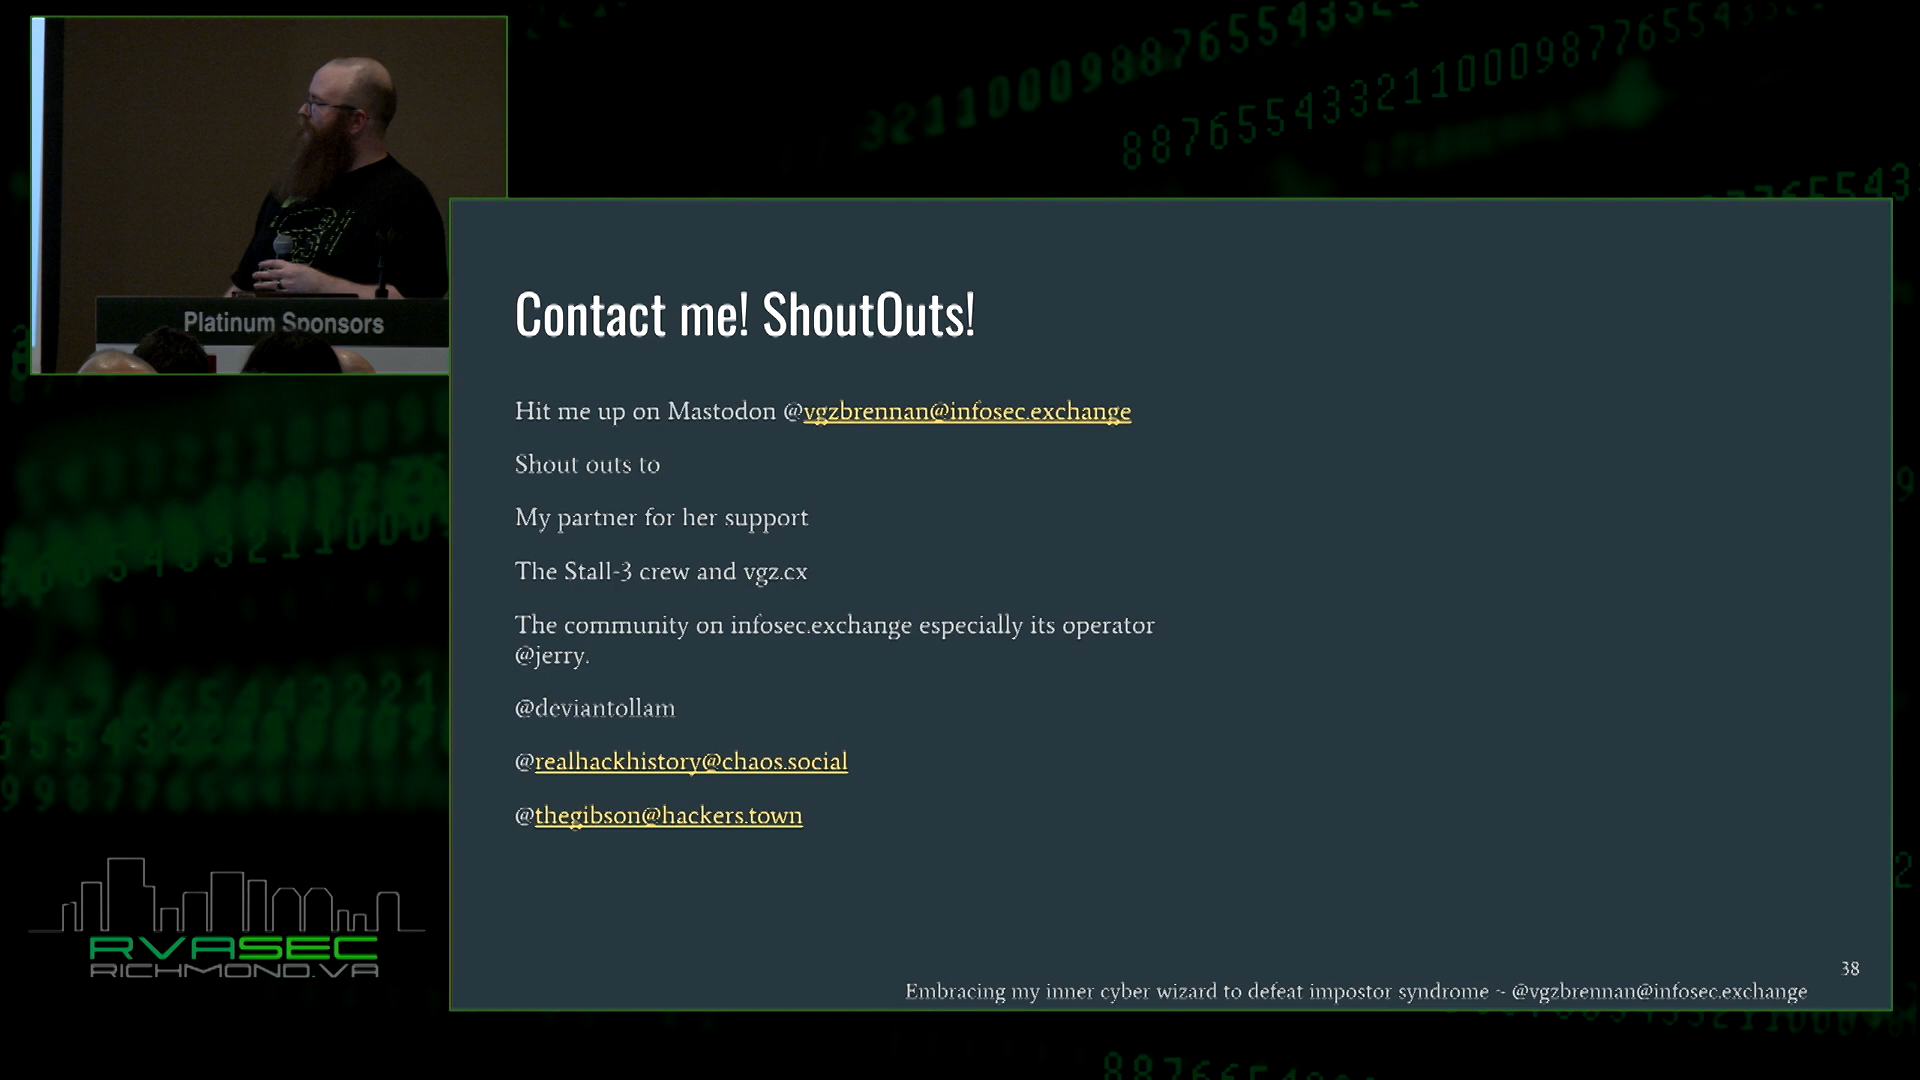 3211000988765543321
88765543321100098776554 3
Platinum Sponsors
Contact me! ShoutOuts!
Hit me up on Mastodon @vgzbrennan@infosec.exchange
Shout outs to
My partner for her support
The Stall-3 crew and vgz.cx
The community on infosec.exchange especially its operator
@jerry.
@deviantollam
@realhackhistory@chaos.social
@thegibson@hackers.town
RVASEC
RICHMOND.VA
38
Embracing my inner cyber wizard to defeat impostor syndrome ~ @vgzbrennan@infosec.exchange